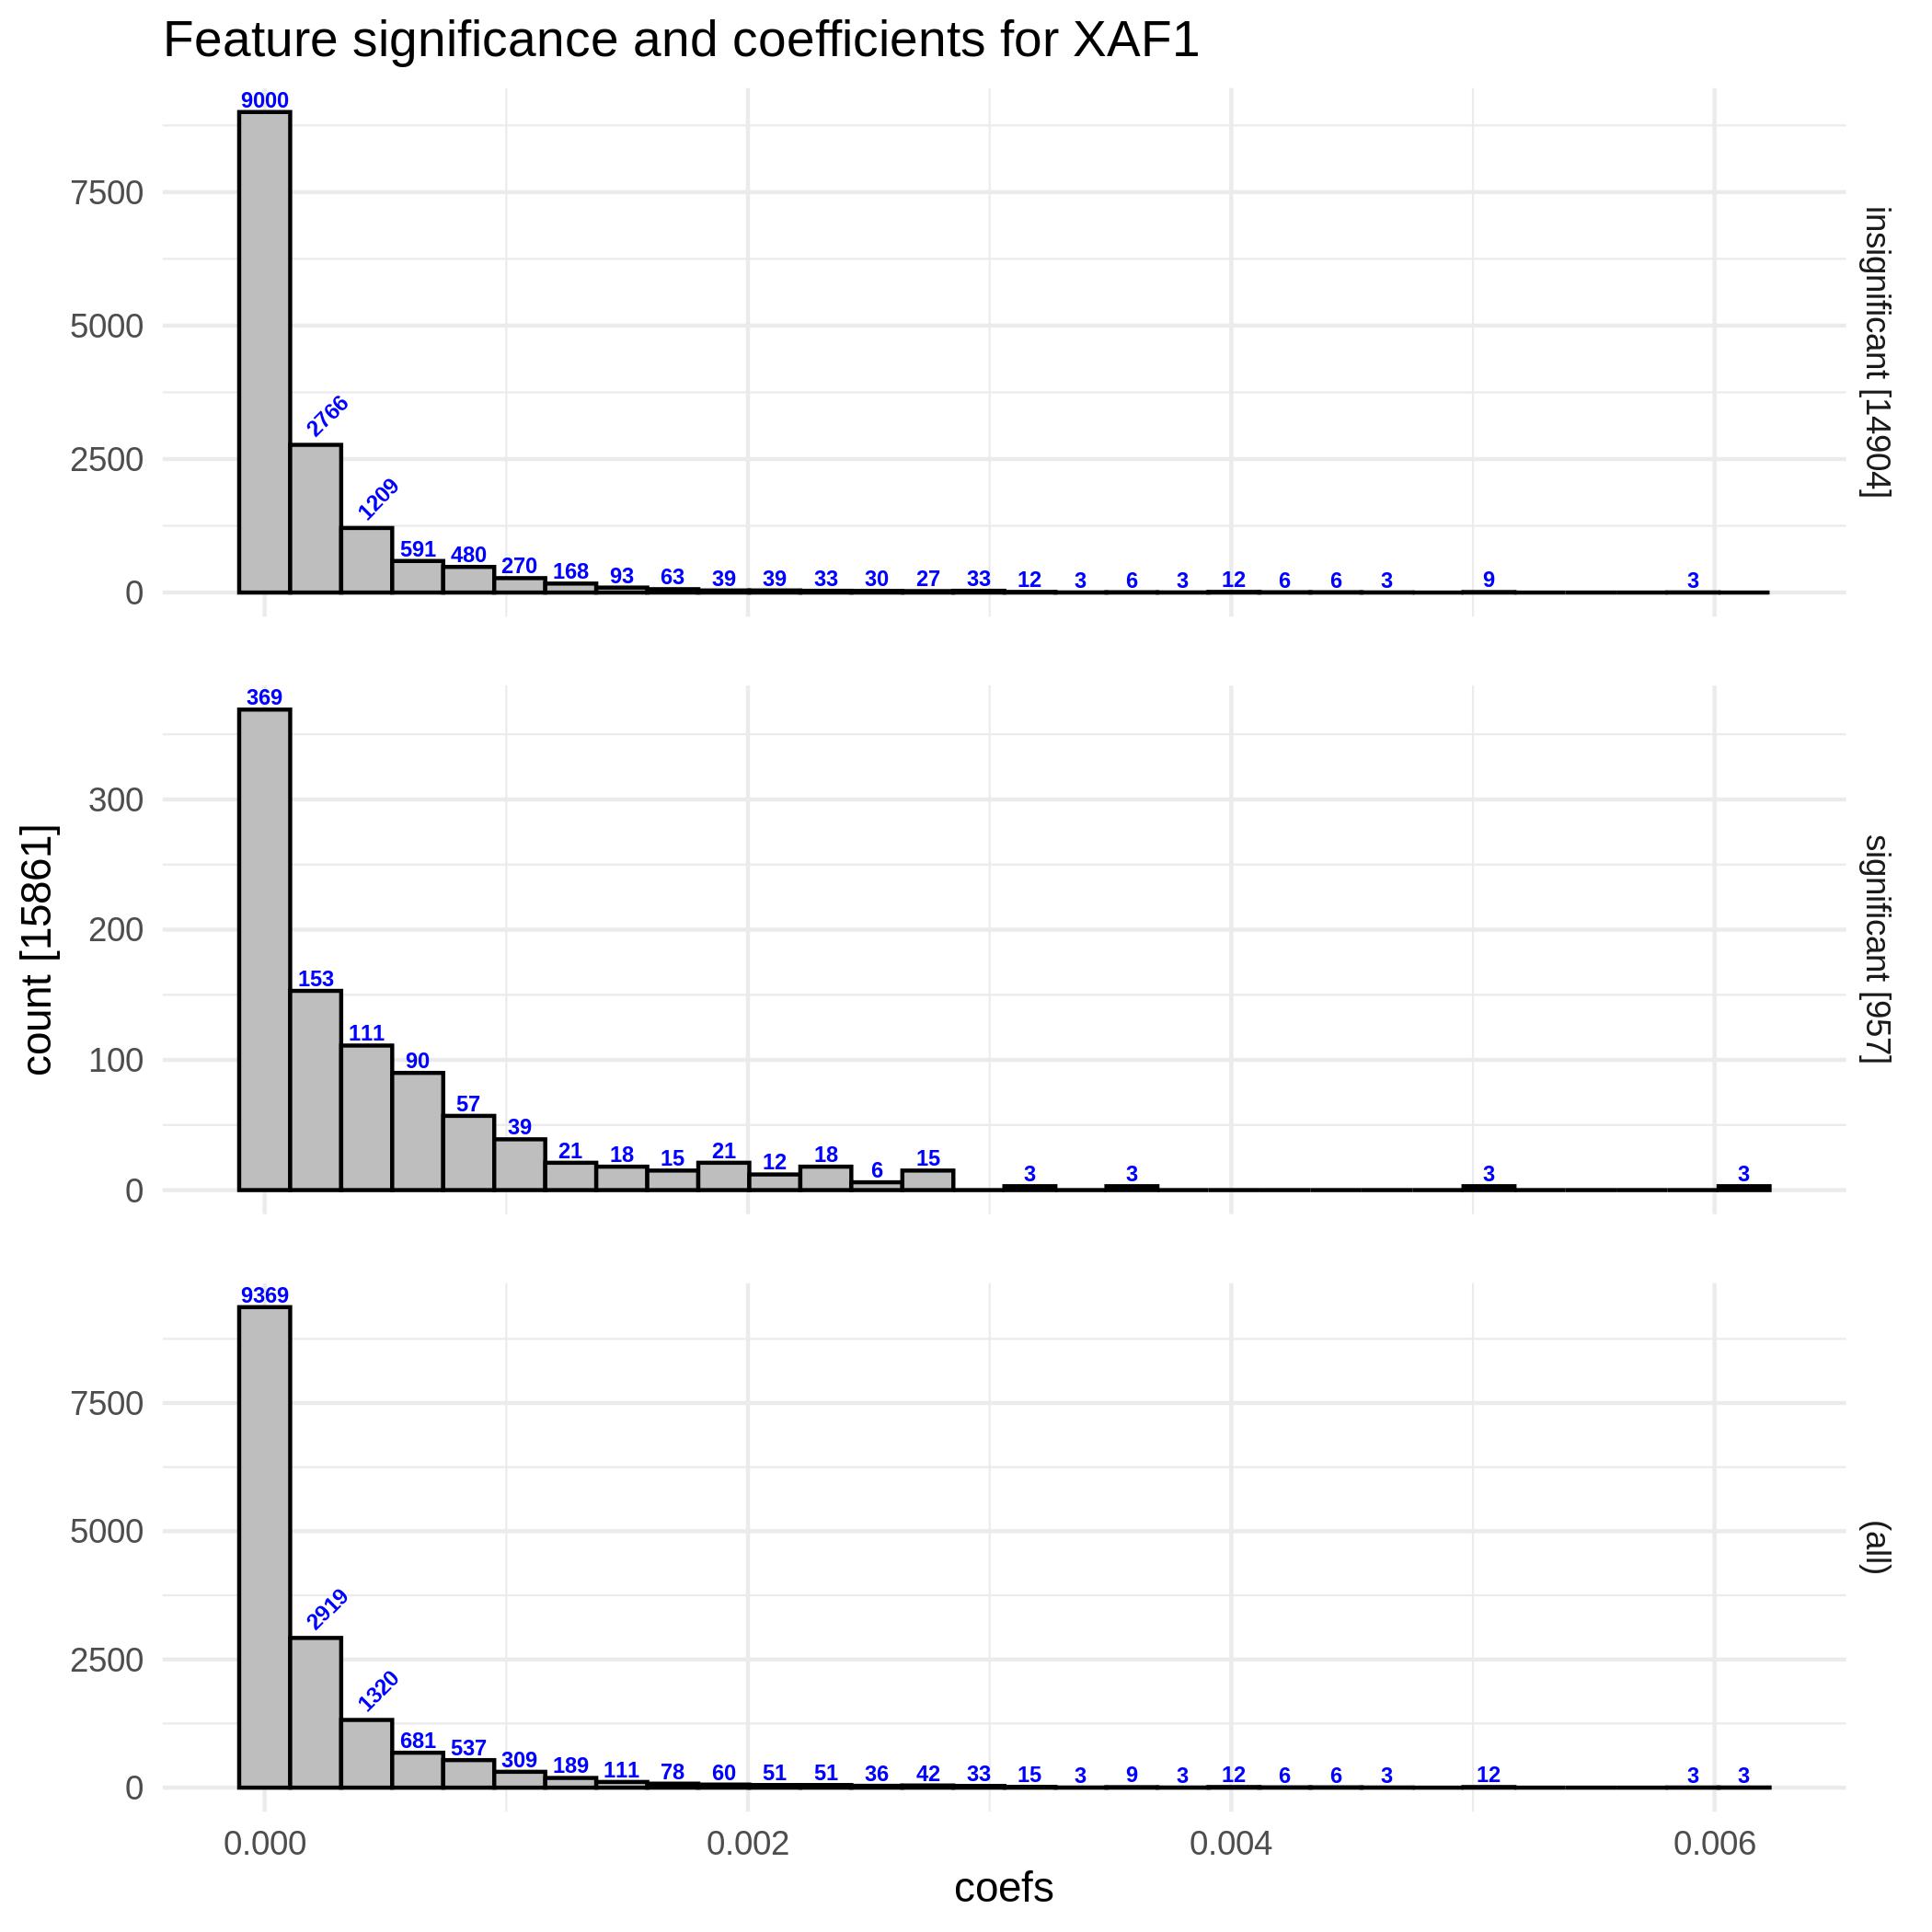 Feature significance and coefficients for XAF1
9000
7500
5000
2500
0
2766
1209
591 480 270 168 93 63 39 39 33 30 27 33 12 3 6 3 12 6 6 3 9 3
insignificant [14904]
369
300
200
100
0
153
111
90
57
39
21 18 15 21 12 18 6 15 3 3 3 3
significant [957]
count [15861]
9369
7500
5000
2500
0
2919
1320
681 537 309 189 111 78 60 51 51 36 42 33 15 3 9 3 12 6 6 3 12 3 3
(all)
0.000 0.002 0.004 0.006
coefs